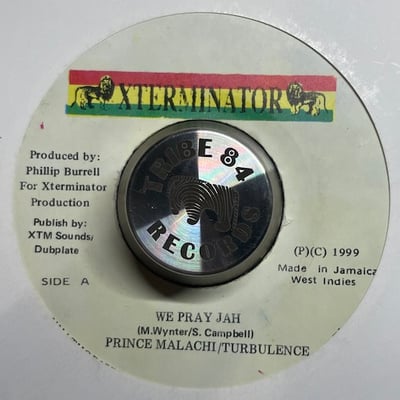 XTERMINATOR
Produced by:
Phillip Burrell
For Xterminator
Production
Publish by:
XTM Sounds/
Dubplate
SIDE A
TRIBE 84
RECORDS
(P)(C) 1999
Made in Jamaica
West Indies
WE PRAY JAH
(M.Wynter/S. Campbell)
PRINCE MALACHI/TURBULENCE